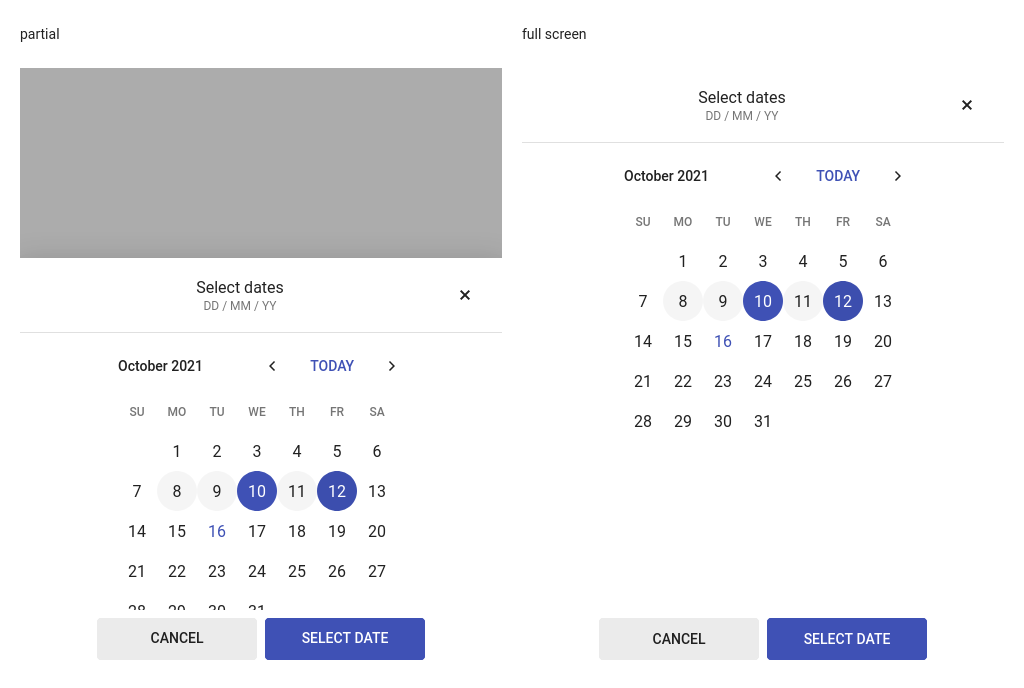 partial
Select dates
DD / MM / YY
×
October 2021 TODAY
SU MO TU WE TH FR SA
1 2 3 4 5 6
7 8 9 10 11 12 13
14 15 16 17 18 19 20
21 22 23 24 25 26 27
28 29 30 31
CANCEL SELECT DATE
full screen
Select dates
DD / MM / YY
×
October 2021 TODAY
SU MO TU WE TH FR SA
1 2 3 4 5 6
7 8 9 10 11 12 13
14 15 16 17 18 19 20
21 22 23 24 25 26 27
28 29 30 31
CANCEL SELECT DATE